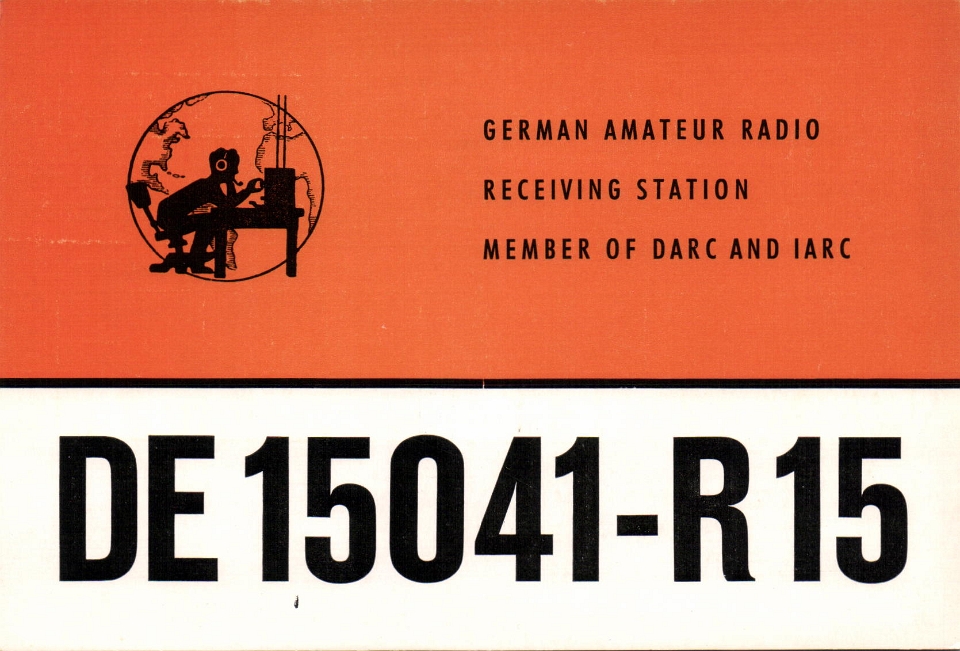 GERMAN AMATEUR RADIO
RECEIVING STATION
MEMBER OF DARC AND IARC
DE 15041-R 15